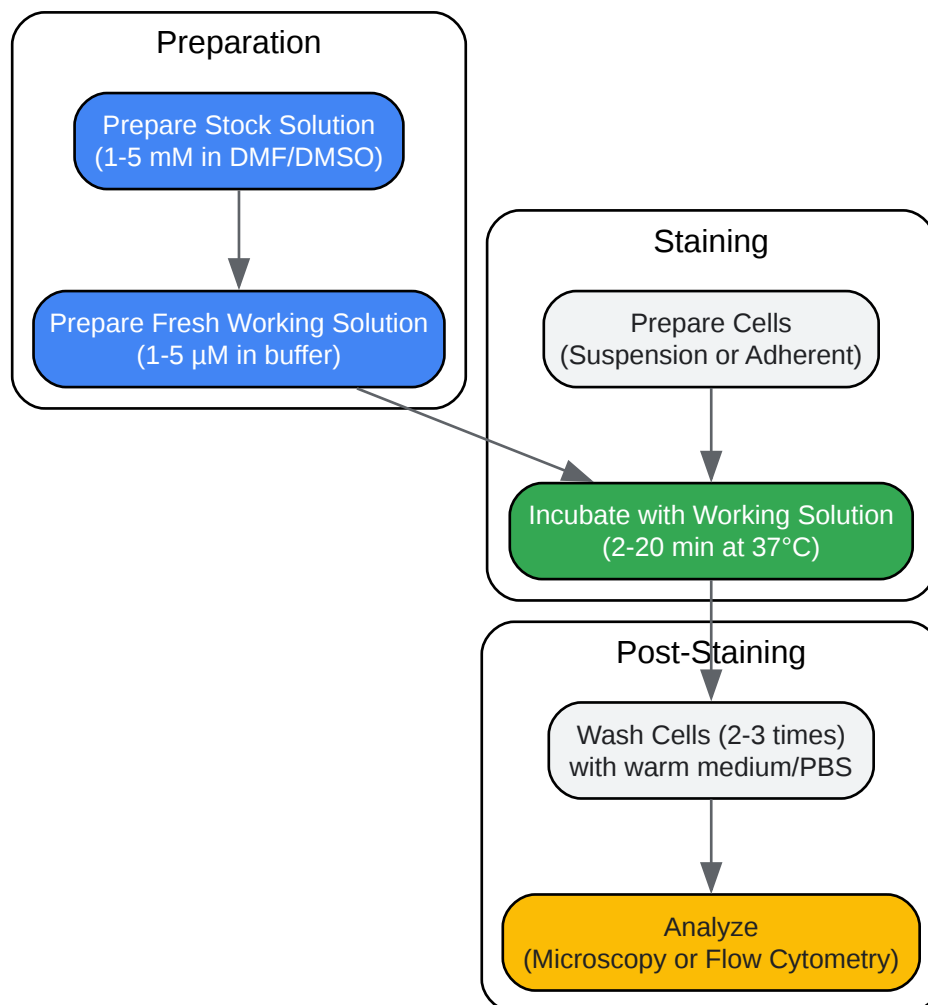 Preparation
Prepare Stock Solution
(1-5 mM in DMF/DMSO)
Prepare Fresh Working Solution
(1-5 µM in buffer)
Staining
Prepare Cells
(Suspension or Adherent)
Incubate with Working Solution
(2-20 min at 37°C)
Post-Staining
Wash Cells (2-3 times)
with warm medium/PBS
Analyze
(Microscopy or Flow Cytometry)